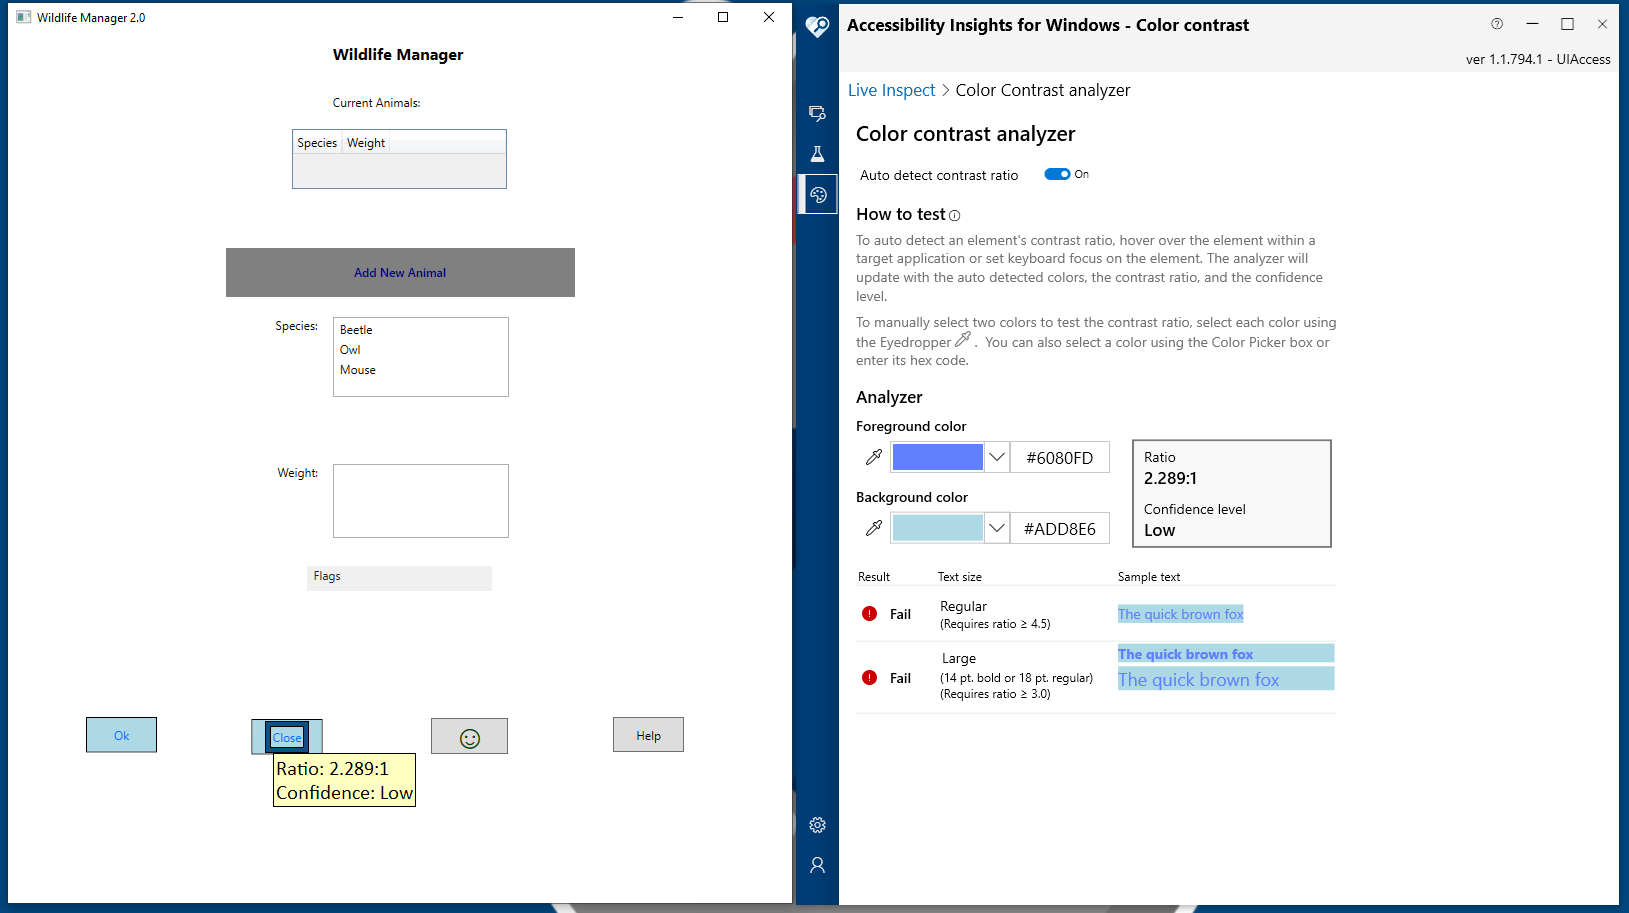 Wildlife Manager 2.0
Wildlife Manager
Current Animals:
Species Weight
Add New Animal
Species:
Beetle
Owl
Mouse
Weight:
Flags
Ok
Close
Help
Ratio: 2.289:1
Confidence: Low
Accessibility Insights for Windows - Color contrast
ver 1.1.794.1 - UIAccess
Live Inspect > Color Contrast analyzer
Color contrast analyzer
Auto detect contrast ratio On
How to test
To auto detect an element's contrast ratio, hover over the element within a
target application or set keyboard focus on the element. The analyzer will
update with the auto detected colors, the contrast ratio, and the confidence
level.
To manually select two colors to test the contrast ratio, select each color using
the Eyedropper . You can also select a color using the Color Picker box or
enter its hex code.
Analyzer
Foreground color
#6080FD
Background color
#ADD8E6
Ratio
2.289:1
Confidence level
Low
Result Text size Sample text
Fail
Regular
(Requires ratio ≥ 4.5)
The quick brown fox
Fail
Large
(14 pt. bold or 18 pt. regular)
(Requires ratio ≥ 3.0)
The quick brown fox
The quick brown fox